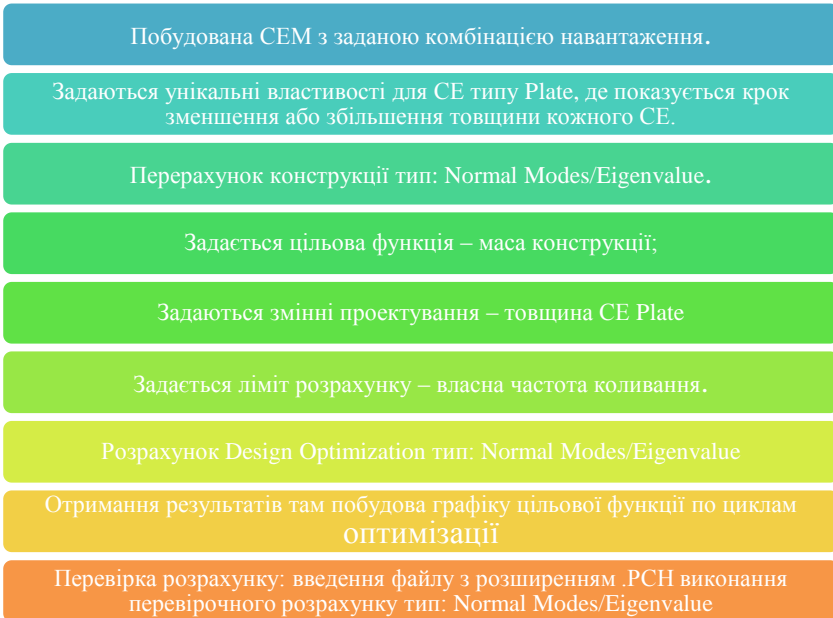 Побудована СЕМ з заданою комбінацією навантаження.
Задаються унікальні властивості для СЕ типу Plate, де показується крок
зменшення або збільшення товщини кожного СЕ.
Перерахунок конструкції тип: Normal Modes/Eigenvalue.
Задається цільова функція – маса конструкції;
Задаються змінні проектування – товщина СЕ Plate
Задається ліміт розрахунку – власна частота коливання.
Розрахунок Design Optimization тип: Normal Modes/Eigenvalue
Отримання результатів там побудова графіку цільової функції по циклам
оптимізації
Перевірка розрахунку: введення файлу з розширенням .PCH виконання
перевірочного розрахунку тип: Normal Modes/Eigenvalue